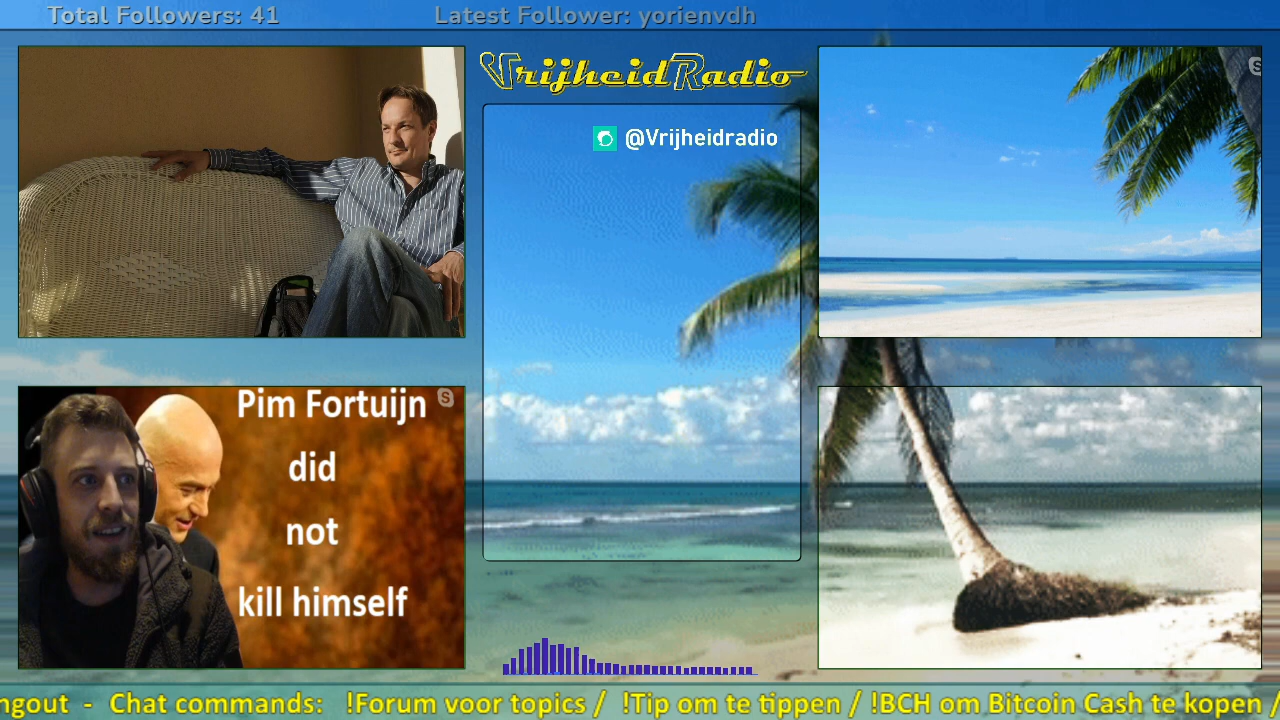 Total Followers: 41
Latest Follower: yorienvdh
VrijheidRadio
@Vrijheidradio
S
Pim Fortuijn
did
not
kill himself
S
ngout - Chat commands: !Forum voor topics / !Tip om te tippen / !BCH om Bitcoin Cash te kopen /